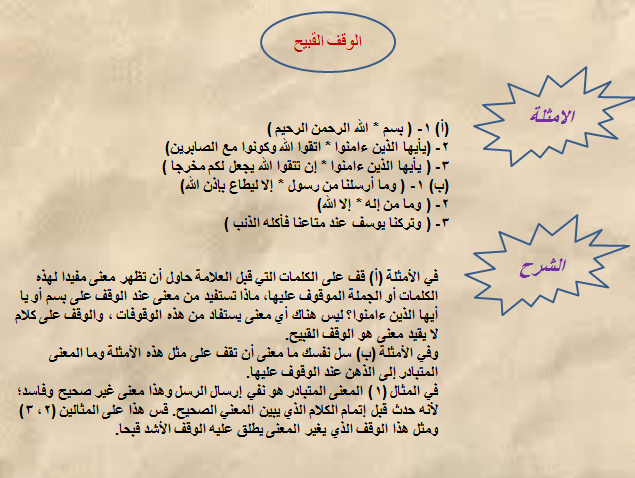 الوقف القبيح
الامثلة
(أ) ١- ( بسم * الله الرحمن الرحيم )
٢- (يأيها الذين ءامنوا * اتقوا الله وكونوا مع الصابرين)
٣- ( يأيها الذين ءامنوا * إن تتقوا الله يجعل لكم مخرجا )
(ب) ١- ( وما أرسلنا من رسول * إلا ليطاع بإذن الله)
٢- ( وما من إله * إلا الله)
٣- ( وتركنا يوسف عند متاعنا فأكله الذئب )
الشرح
في الأمثلة (أ) قف على الكلمات التي قبل العلامة حاول أن تظهر معنى مفيدا لهذه
الكلمات أو الجملة الموقوف عليها، ماذا تستفيد من معنى عند الوقف على بسم أو يا
أيها الذين ءامنوا؟ ليس هناك أي معنى يستفاد من هذه الوقوفات ، والوقف على كلام
لا يفيد معنى هو الوقف القبيح.
وفي الأمثلة (ب) سل نفسك ما معنى أن تقف على مثل هذه الأمثلة وما المعنى
المتبادر إلى الذهن عند الوقوف عليها.
في المثال (١) المعنى المتبادر هو نفي إرسال الرسل وهذا معنى غير صحيح وفاسد؛
لأنه حدث قبل إتمام الكلام الذي يبين المعني الصحيح. قس هذا على المثالين (٢ ، ٣)
ومثل هذا الوقف الذي يغير المعنى يطلق عليه الوقف الأشد قبحا.